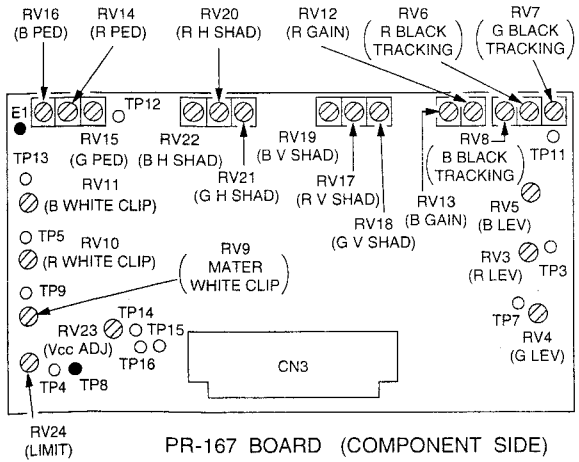 RV16
(B PED)
RV14
(R PED)
RV20
(R H SHAD)
RV12
(R GAIN)
RV6
(R BLACK
TRACKING)
RV7
(G BLACK
TRACKING)
E1
TP12
RV15
(G PED)
RV22
(B H SHAD)
RV21
(G H SHAD)
RV19
(B V SHAD)
RV17
(R V SHAD)
RV18
(G V SHAD)
RV13
(B GAIN)
RV8
(B BLACK
TRACKING)
TP11
TP13
RV11
(B WHITE CLIP)
RV5
(B LEV)
TP5
RV10
(R WHITE CLIP)
RV9
(MATER
WHITE CLIP)
RV3
(R LEV)
TP3
TP9
RV23
(Vcc ADJ)
TP14
TP15
TP16
TP7
RV4
(G LEV)
CN3
TP4
TP8
RV24
(LIMIT)
PR-167 BOARD (COMPONENT SIDE)